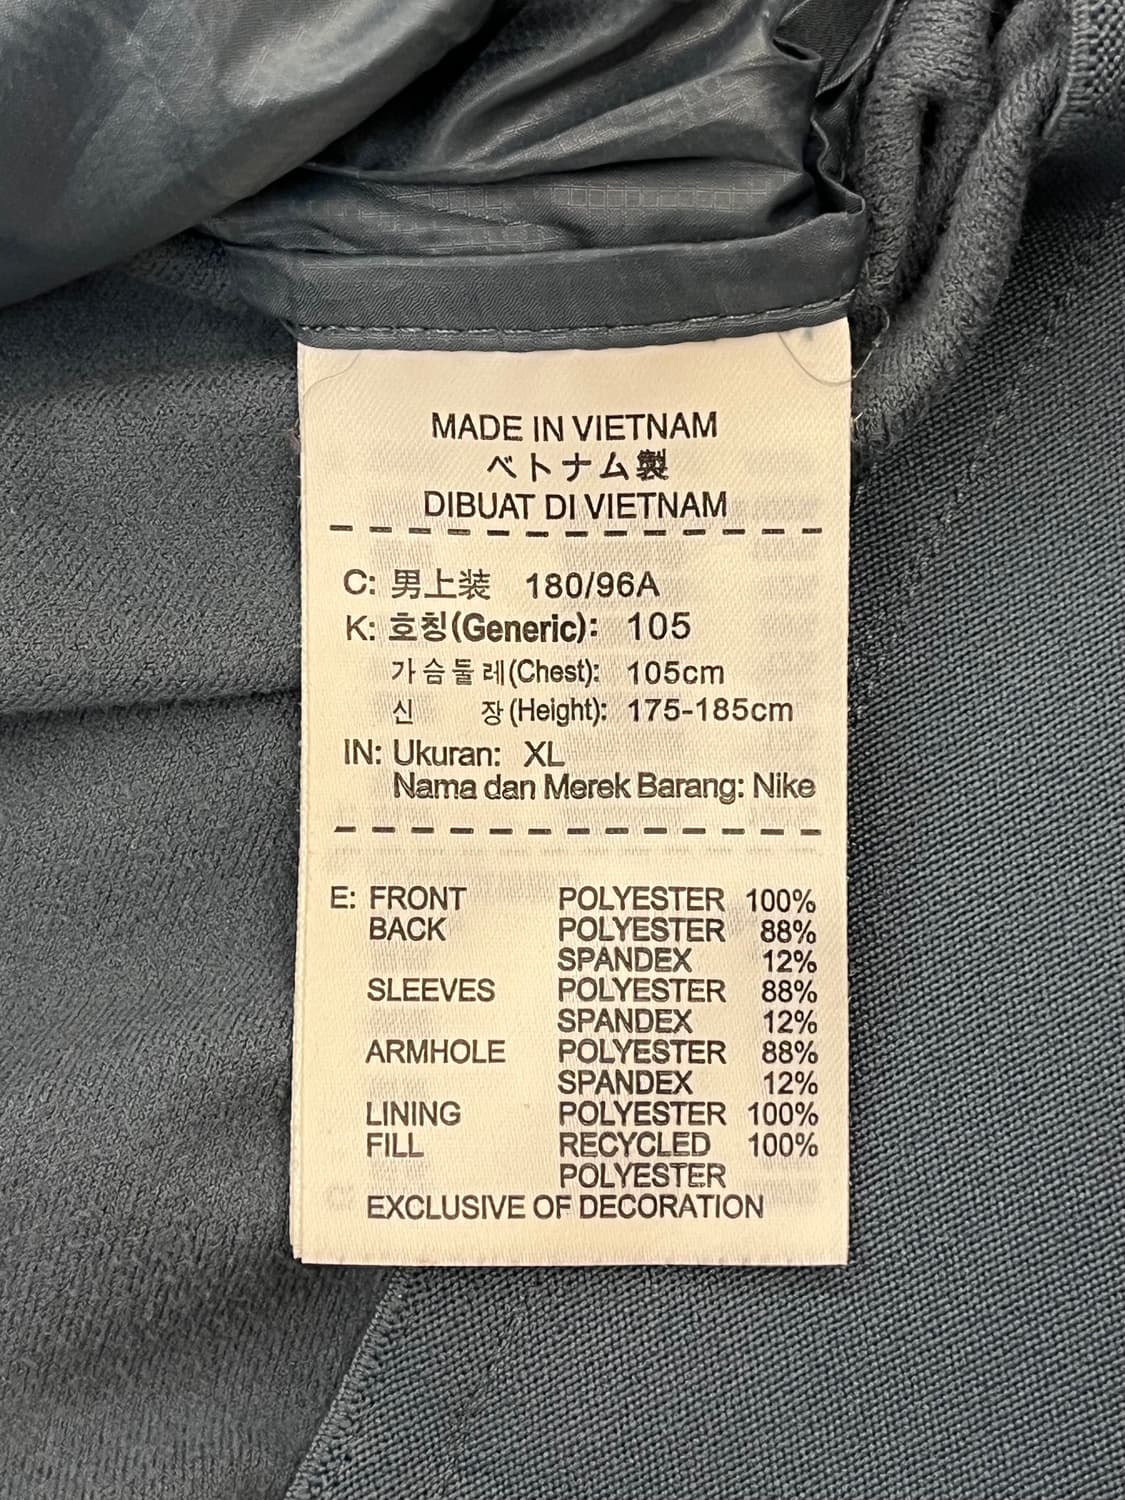 MADE IN VIETNAM
ベトナム製
DIBUAT DI VIETNAM
C: 男上装 180/96A
K: 호칭(Generic): 105
가슴둘레(Chest): 105cm
신 장(Height): 175-185cm
IN: Ukuran: XL
Nama dan Merek Barang: Nike
E: FRONT POLYESTER 100%
BACK POLYESTER 88%
SPANDEX 12%
SLEEVES POLYESTER 88%
SPANDEX 12%
ARMHOLE POLYESTER 88%
SPANDEX 12%
LINING POLYESTER 100%
FILL RECYCLED 100%
POLYESTER
EXCLUSIVE OF DECORATION